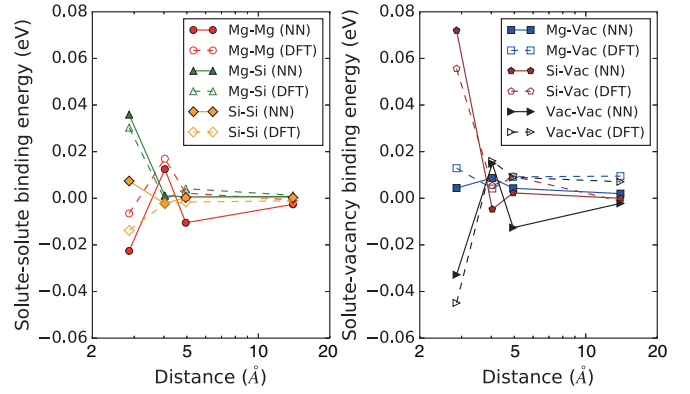 Solute-solute binding energy (eV)
0.08
0.06
0.04
0.02
0.00
−0.02
−0.04
−0.06
2
5
10
20
Distance (Å)
Mg-Mg (NN)
Mg-Mg (DFT)
Mg-Si (NN)
Mg-Si (DFT)
Si-Si (NN)
Si-Si (DFT)
Solute-vacancy binding energy (eV)
0.08
0.06
0.04
0.02
0.00
−0.02
−0.04
−0.06
2
5
10
20
Distance (Å)
Mg-Vac (NN)
Mg-Vac (DFT)
Si-Vac (NN)
Si-Vac (DFT)
Vac-Vac (NN)
Vac-Vac (DFT)